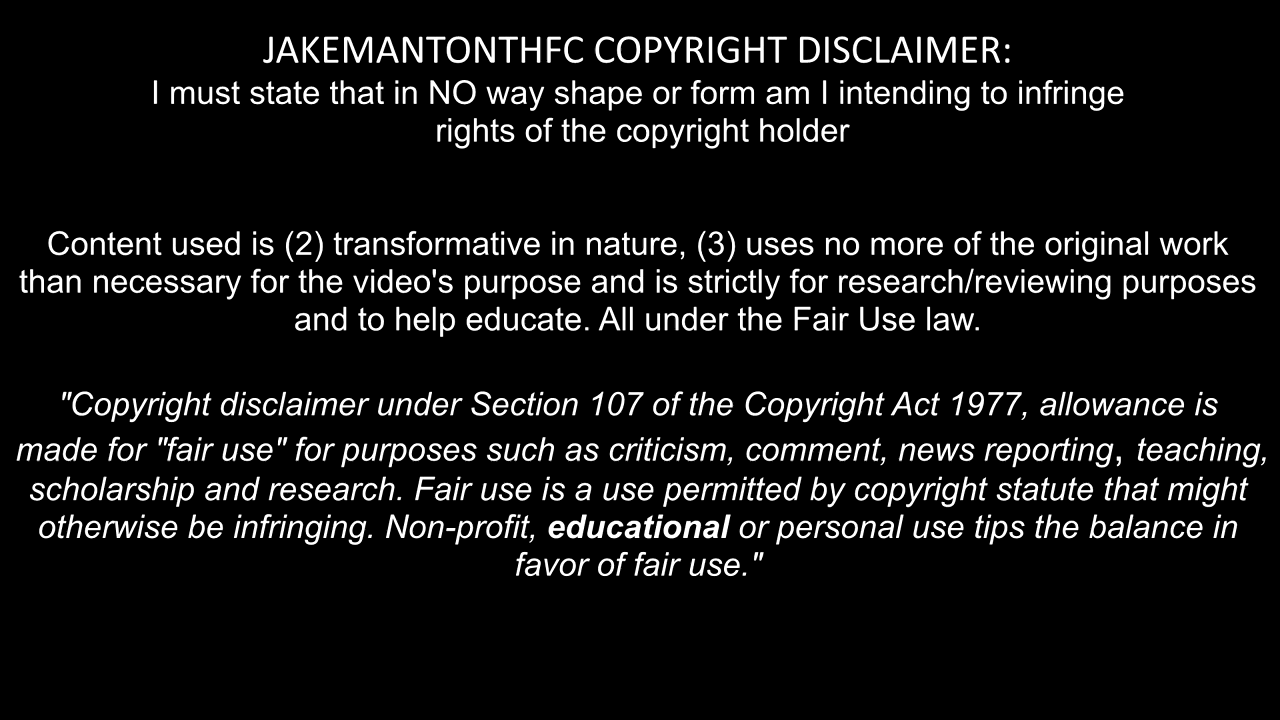 JAKEMANTONTHFC COPYRIGHT DISCLAIMER:
I must state that in NO way shape or form am I intending to infringe
rights of the copyright holder
Content used is (2) transformative in nature, (3) uses no more of the original work
than necessary for the video's purpose and is strictly for research/reviewing purposes
and to help educate. All under the Fair Use law.
"Copyright disclaimer under Section 107 of the Copyright Act 1977, allowance is
made for "fair use" for purposes such as criticism, comment, news reporting, teaching,
scholarship and research. Fair use is a use permitted by copyright statute that might
otherwise be infringing. Non-profit, educational or personal use tips the balance in
favor of fair use."